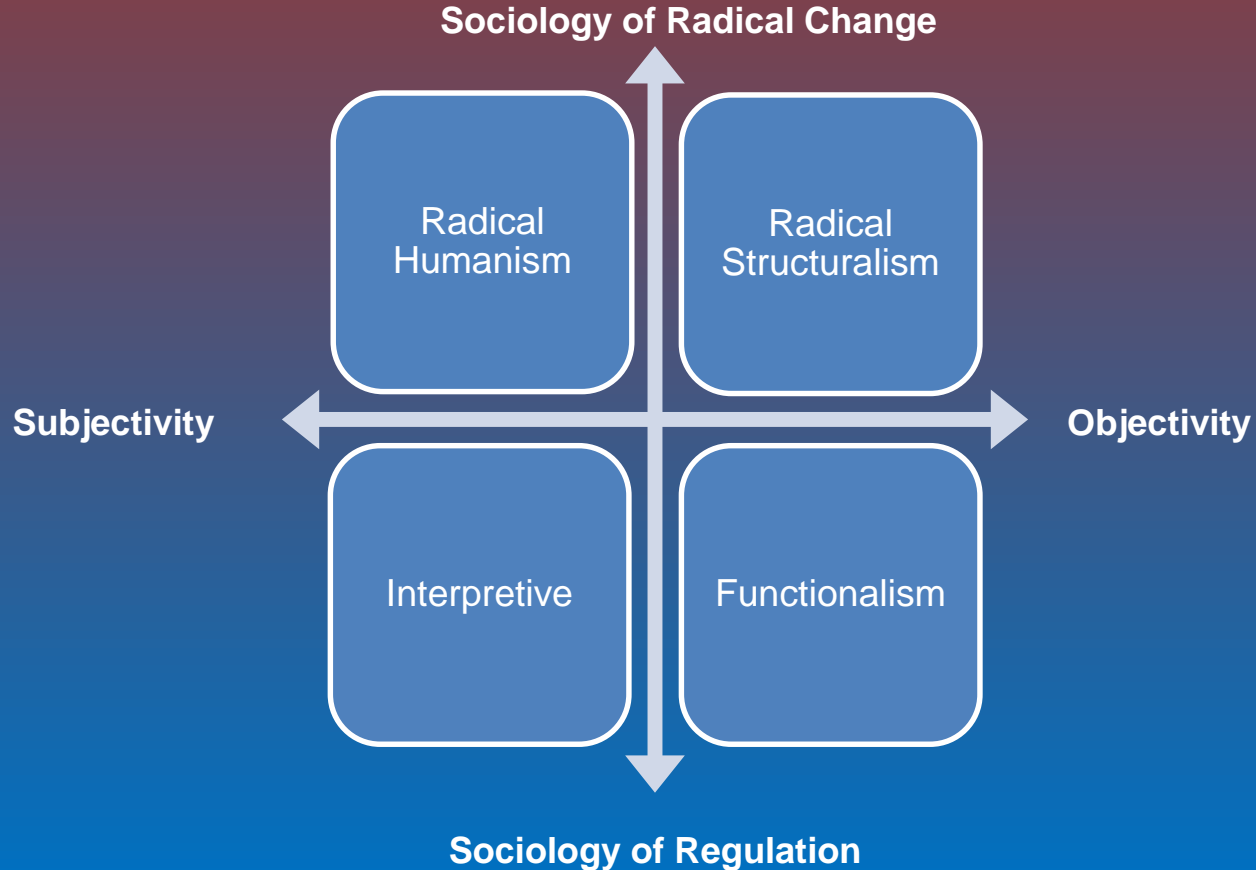 Sociology of Radical Change
Radical
Humanism
Radical
Structuralism
Subjectivity
Objectivity
Interpretive
Functionalism
Sociology of Regulation